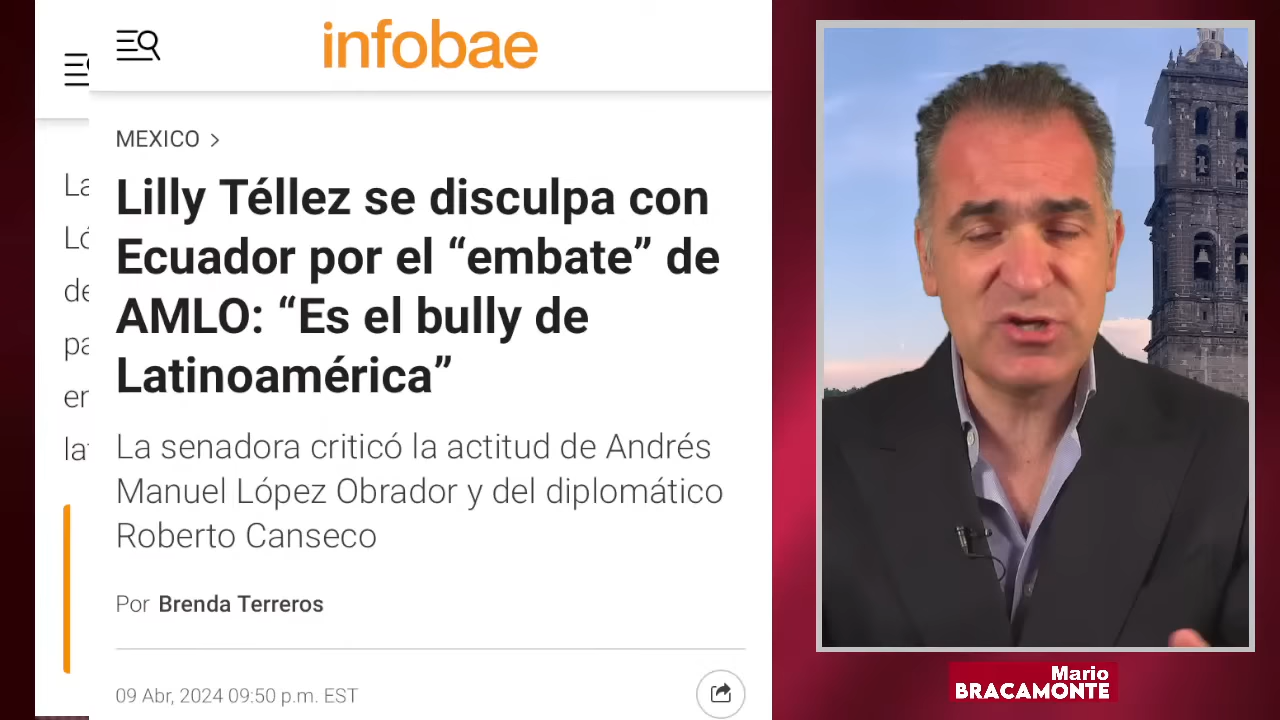 infobae
MEXICO >
Lilly Téllez se disculpa con
Ecuador por el “embate” de
AMLO: “Es el bully de
Latinoamérica”
La senadora criticó la actitud de Andrés
Manuel López Obrador y del diplomático
Roberto Canseco
Por Brenda Terreros
09 Abr, 2024 09:50 p.m. EST
Mario
BRACAMONTE